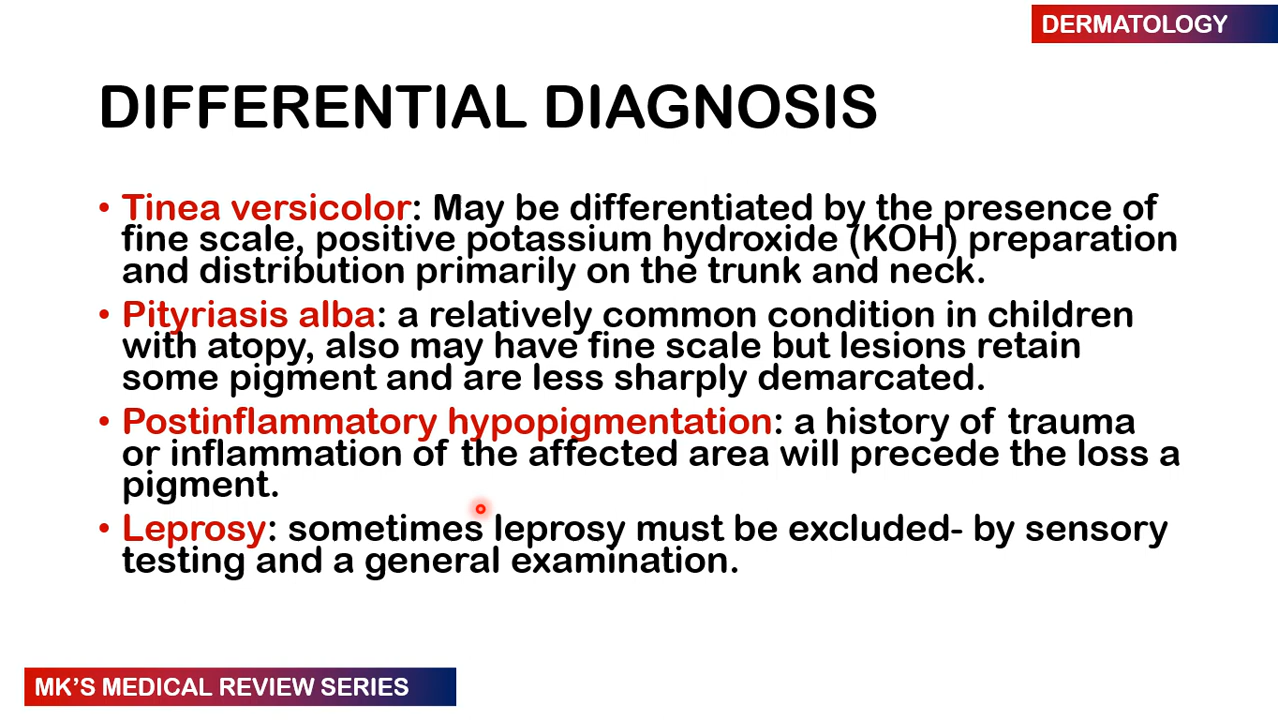 DERMATOLOGY
DIFFERENTIAL DIAGNOSIS
• Tinea versicolor: May be differentiated by the presence of
fine scale, positive potassium hydroxide (KOH) preparation
and distribution primarily on the trunk and neck.
• Pityriasis alba: a relatively common condition in children
with atopy, also may have fine scale but lesions retain
some pigment and are less sharply demarcated.
• Postinflammatory hypopigmentation: a history of trauma
or inflammation of the affected area will precede the loss a
pigment.
• Leprosy: sometimes leprosy must be excluded- by sensory
testing and a general examination.
MK'S MEDICAL REVIEW SERIES